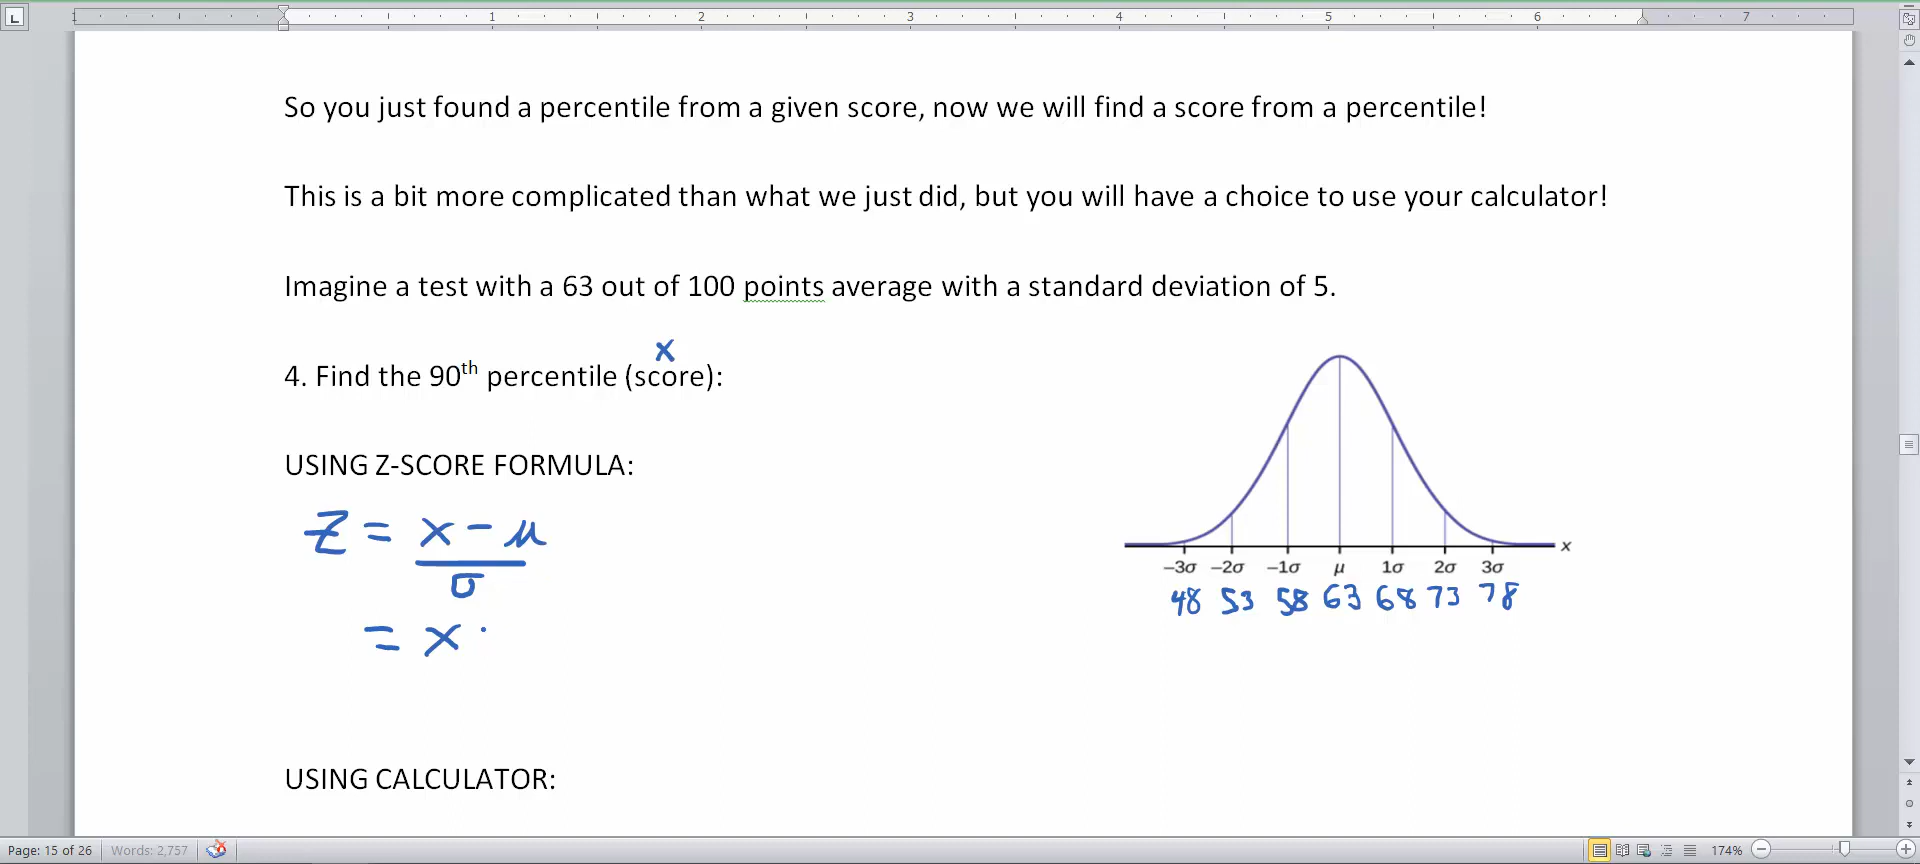 L
1 1 2 3 4 5 6 7
So you just found a percentile from a given score, now we will find a score from a percentile!
This is a bit more complicated than what we just did, but you will have a choice to use your calculator!
Imagine a test with a 63 out of 100 points average with a standard deviation of 5.
x
4. Find the 90th percentile (score):
USING Z-SCORE FORMULA:
Z = x - μ
σ
= x
x
-3σ -2σ -1σ μ 1σ 2σ 3σ
48 53 58 63 68 73 78
USING CALCULATOR:
Page: 15 of 26 Words: 2,757 174%